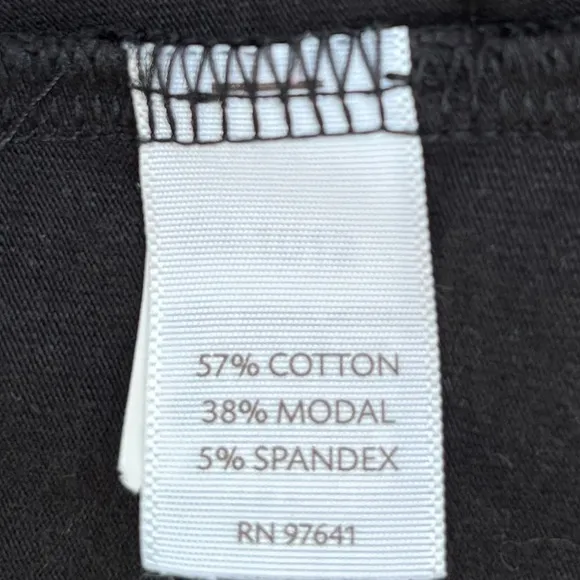 57% COTTON
38% MODAL
5% SPANDEX
RN 97641